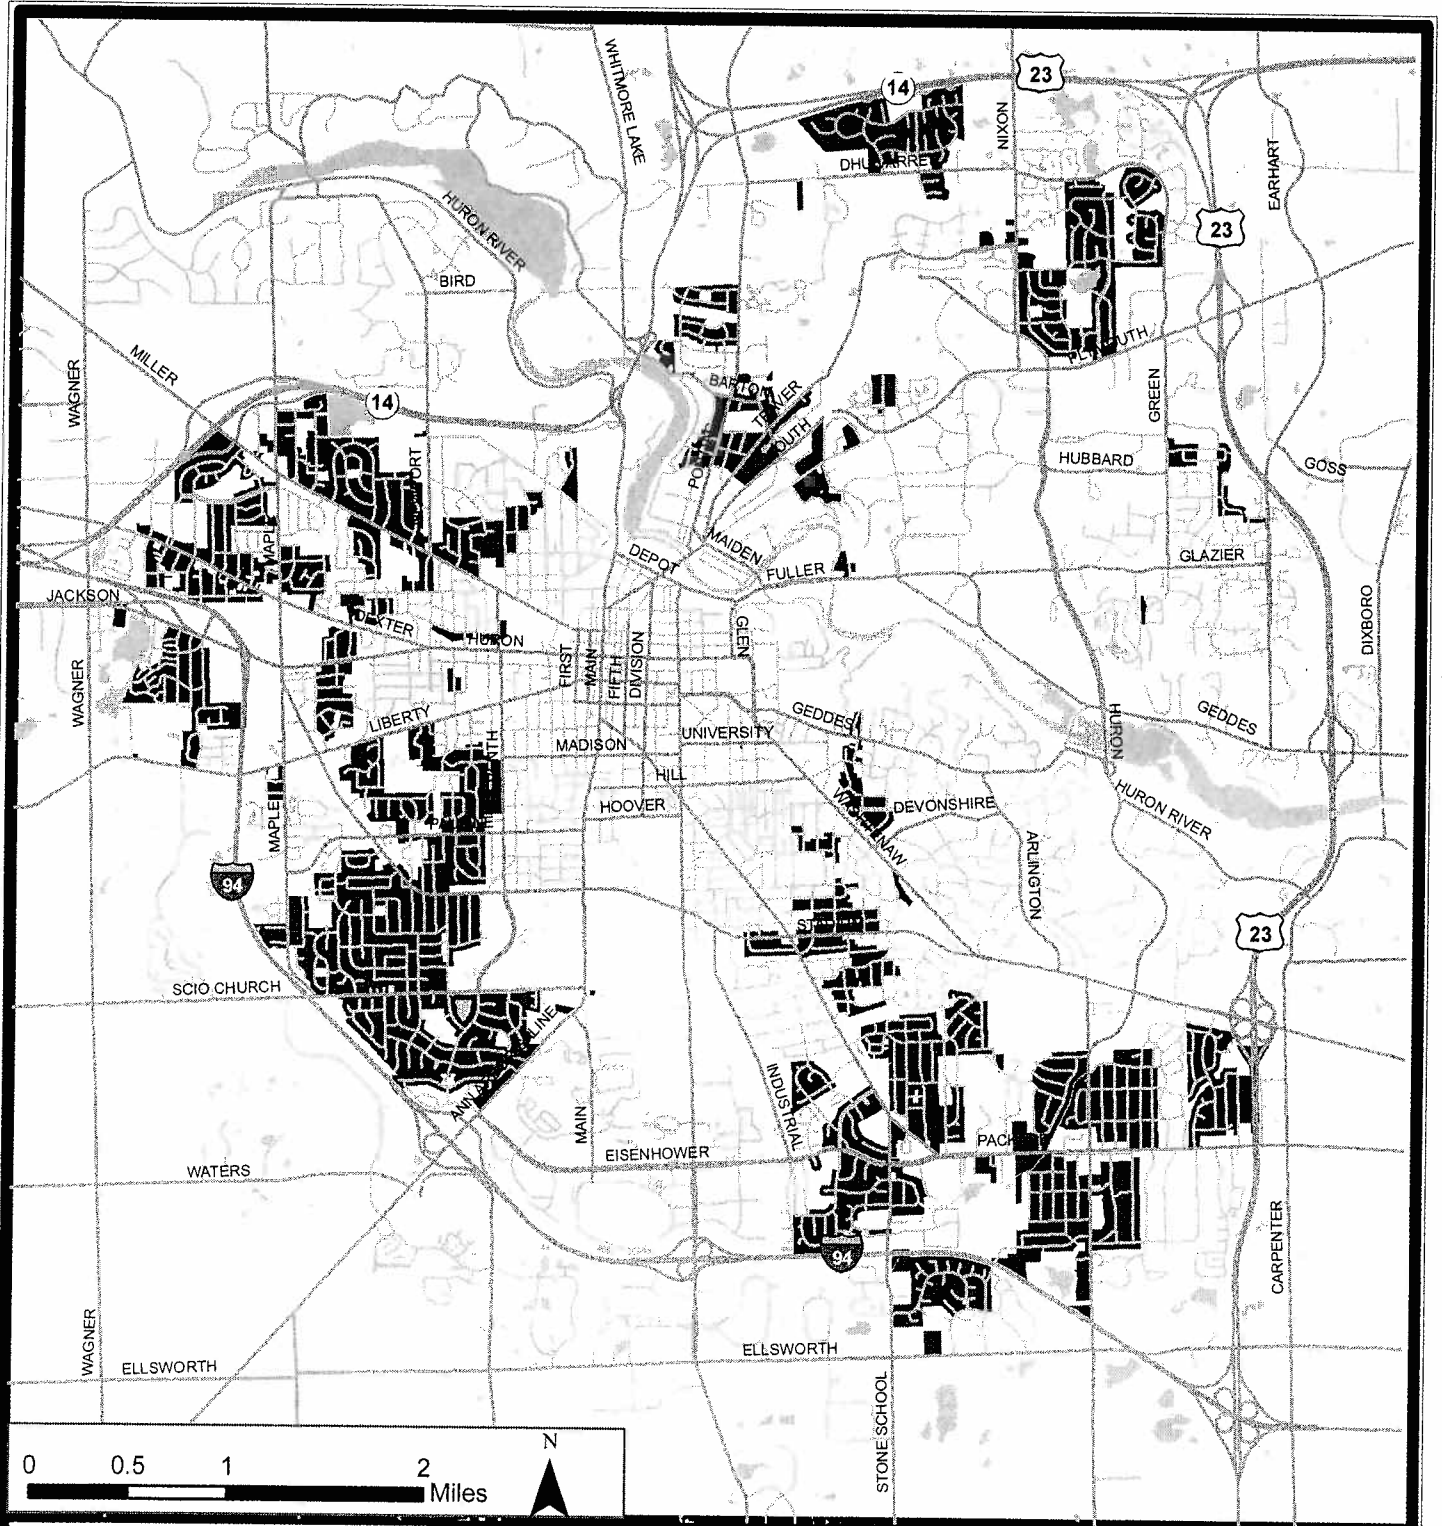 14
23
WHITMORE LAKE
NIXON
EARHART
HURON RIVER
23
BIRD
WAGNER
MILLER
14
BARTON
TRAVER
PLYMOUTH
GREEN
HUBBARD
GOSS
MAIDEN
DEPOT
FULLER
GLAZIER
JACKSON
DEXTER
HURON
GLEN
DIXBORO
WAGNER
FIRST
MAIN
FIFTH
DIVISION
LIBERTY
GEDDES
GEDDES
MADISON
UNIVERSITY
HURON
HILL
HOOVER
DEVONSHIRE
HURON RIVER
MAPLE
WASHTENAW
ARLINGTON
94
23
SCIO CHURCH
INDUSTRIAL
MAIN
EISENHOWER
WATERS
94
CARPENTER
WAGNER
ELLSWORTH
ELLSWORTH
STONE SCHOOL
N
0 0.5 1 2
Miles